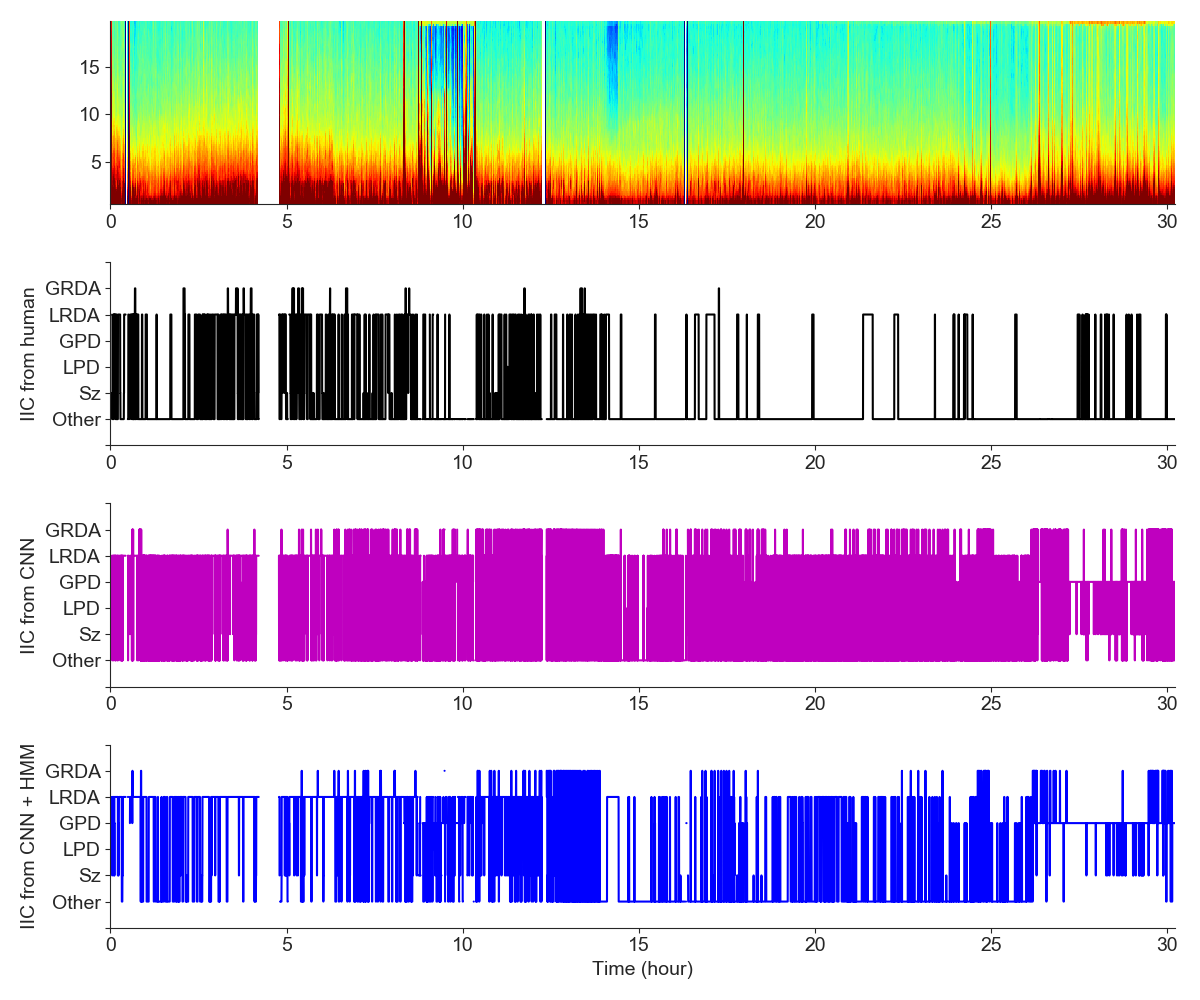 15
10
5
0 5 10 15 20 25 30
IIC from human
GRDA
LRDA
GPD
LPD
Sz
Other
0 5 10 15 20 25 30
IIC from CNN
GRDA
LRDA
GPD
LPD
Sz
Other
0 5 10 15 20 25 30
IIC from CNN + HMM
GRDA
LRDA
GPD
LPD
Sz
Other
0 5 10 15 20 25 30
Time (hour)